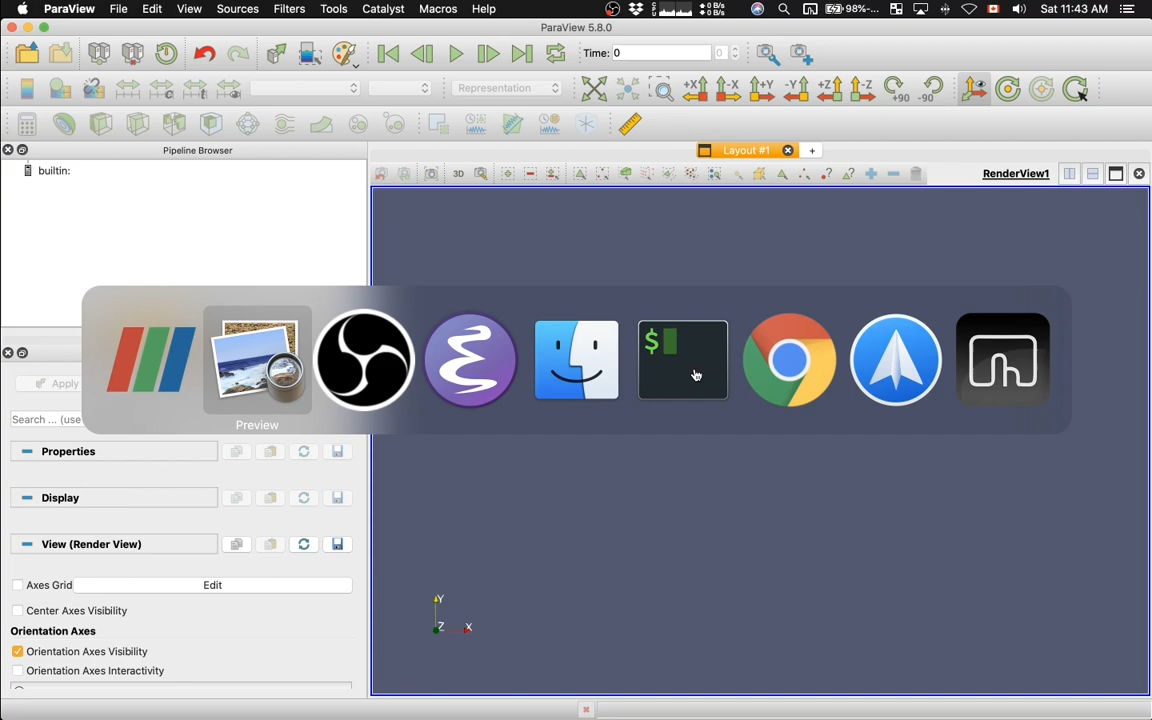 ParaView File Edit View Sources Filters Tools Catalyst Macros Help
0 B/s
0 B/s
98%
Sat 11:43 AM
ParaView 5.8.0
Time: 0
0
Representation
+X -X +Y -Y +Z -Z +90 -90
Pipeline Browser
Layout #1
+
builtin:
3D
RenderView1
$
Apply
Search ... (use
Preview
Properties
Display
View (Render View)
Axes Grid
Edit
Center Axes Visibility
Orientation Axes
Orientation Axes Visibility
Orientation Axes Interactivity
Y
Z X